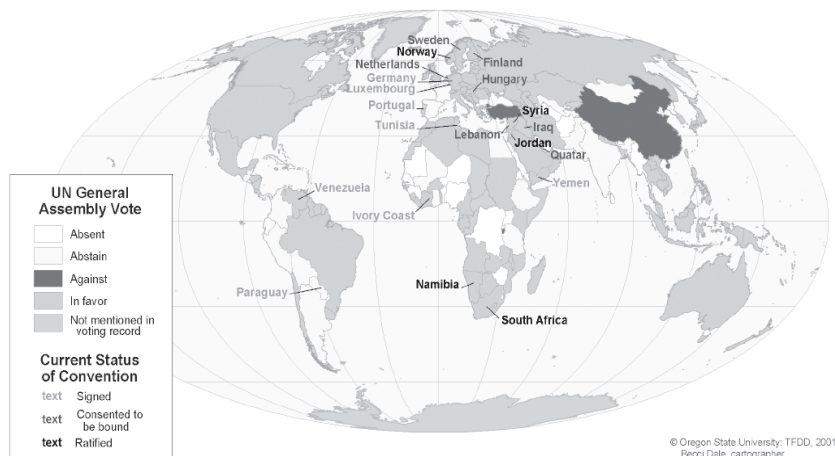 Sweden
Norway
Netherlands
Finland
Germany
Hungary
Luxembourg
Portugal
Syria
Tunisia
Iraq
Lebanon
Jordan
Quatar
Yemen
Venezuela
Ivory Coast
Namibia
Paraguay
South Africa
UN General
Assembly Vote
Absent
Abstain
Against
In favor
Not mentioned in
voting record
Current Status
of Convention
text Signed
text Consented to
be bound
text Ratified
© Oregon State University: TFDD, 2001
Becci Dale, cartographer